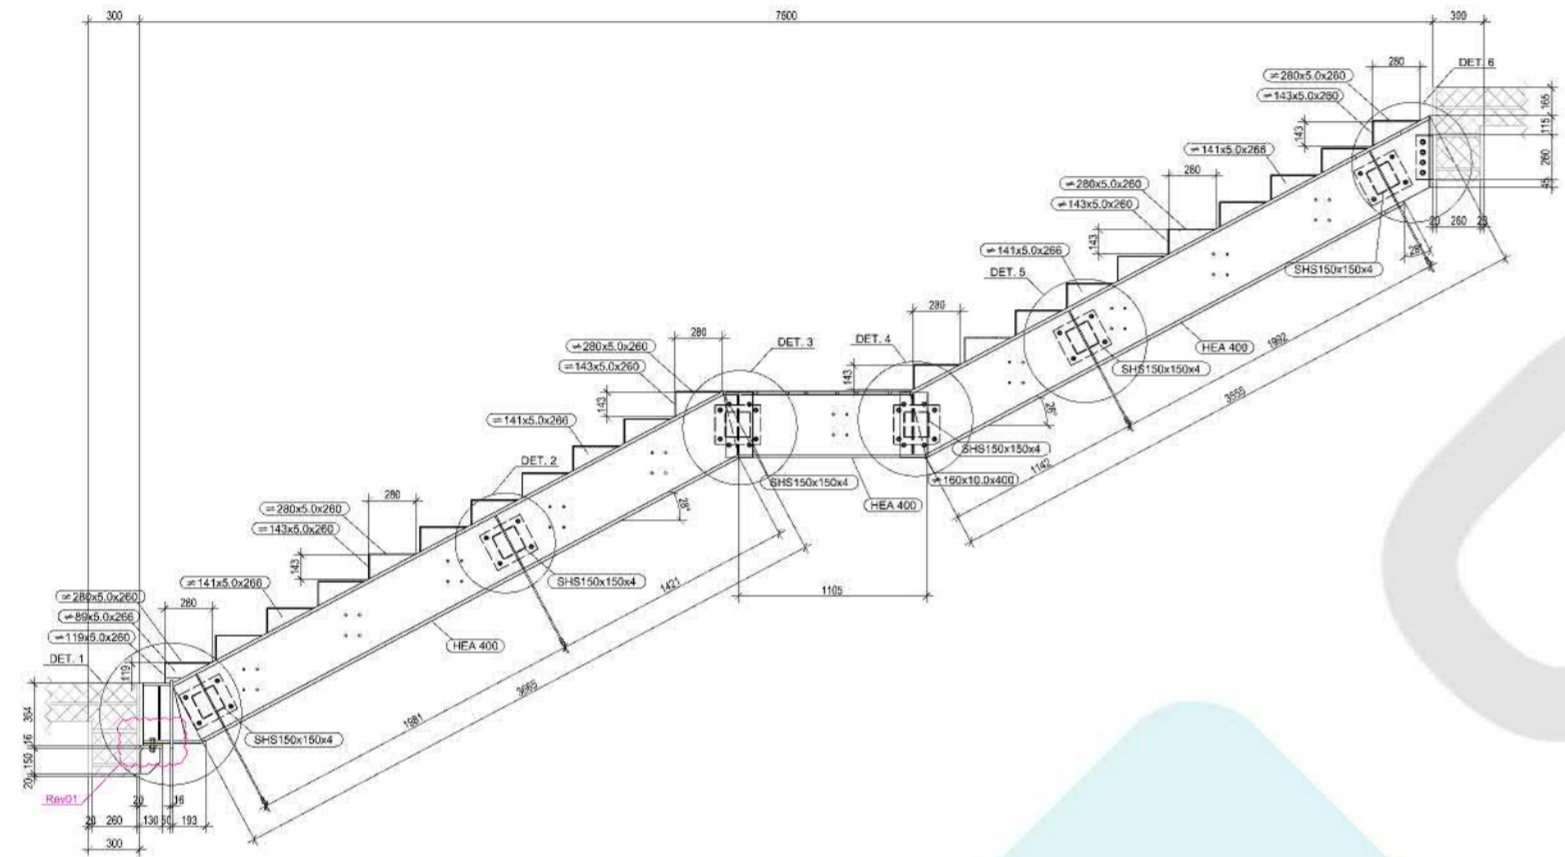 300
7600
300
280
DET. 6
≠280x5.0x260
≠143x5.0x260
143
165
115
260
45
≠141x5.0x266
280
≠280x5.0x260
≠143x5.0x260
143
20
260
≠141x5.0x266
DET. 5
28°
SHS150x150x4
280
280
DET. 3
DET. 4
HEA 400
1992
≠280x5.0x260
=143x5.0x260
143
SHS150x150x4
3555
143
=141x5.0x266
28°
SHS150x150x4
1142
DET. 2
SHS150x150x4
≠160x10.0x400
HEA 400
280
28°
=280x5.0x260
=143x5.0x260
143
SHS150x150x4
1421
1105
≠141x5.0x266
≠280x5.0x260
280
≠89x5.0x266
≠119x5.0x260
HEA 400
DET. 1
119
3665
364
1981
16
SHS150x150x4
150
20
Rev01
20
16
20
260
130
50
193
300